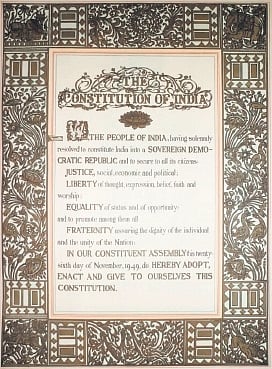 THE
CONSTITUTION OF INDIA
WE, THE PEOPLE OF INDIA, having solemnly
resolved to constitute India into a SOVEREIGN DEMO-
CRATIC REPUBLIC and to secure to all its citizens:
JUSTICE, social, economic and political;
LIBERTY of thought, expression, belief, faith and
worship;
EQUALITY of status and of opportunity;
and to promote among them all
FRATERNITY assuring the dignity of the individual
and the unity of the Nation;
IN OUR CONSTITUENT ASSEMBLY this twenty-
sixth day of November, 1949, do HEREBY ADOPT,
ENACT AND GIVE TO OURSELVES THIS
CONSTITUTION.